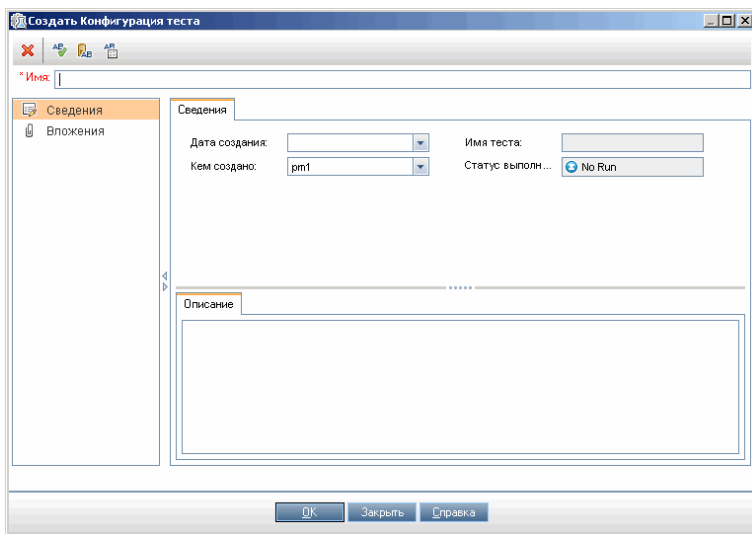 Создать Конфигурация теста
*Имя:
Сведения
Вложения
Сведения
Дата создания:
Имя теста:
Кем создано: pm1
Статус выполн... No Run
Описание
OK Закрыть Справка